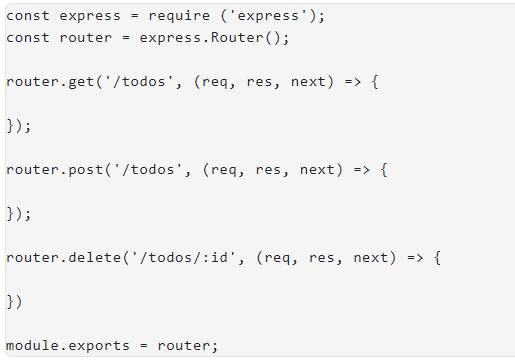 const express = require ('express');
const router = express.Router();
router.get('/todos', (req, res, next) => {
});
router.post('/todos', (req, res, next) => {
});
router.delete('/todos/:id', (req, res, next) => {
})
module.exports = router;